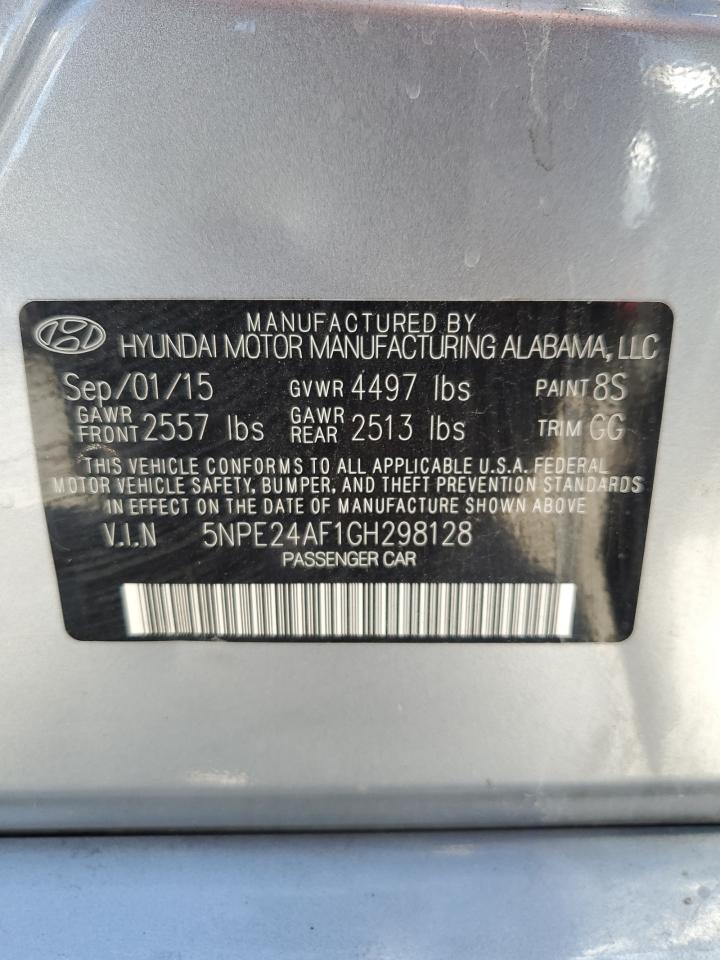 MANUFACTURED BY
HYUNDAI MOTOR MANUFACTURING ALABAMA, LLC
Sep/01/15 GVWR 4497 lbs PAINT 8S
GAWR FRONT 2557 lbs GAWR REAR 2513 lbs TRIM GG
THIS VEHICLE CONFORMS TO ALL APPLICABLE U.S.A. FEDERAL
MOTOR VEHICLE SAFETY, BUMPER, AND THEFT PREVENTION STANDARDS
IN EFFECT ON THE DATE OF MANUFACTURE SHOWN ABOVE
V.I.N 5NPE24AF1GH298128
PASSENGER CAR